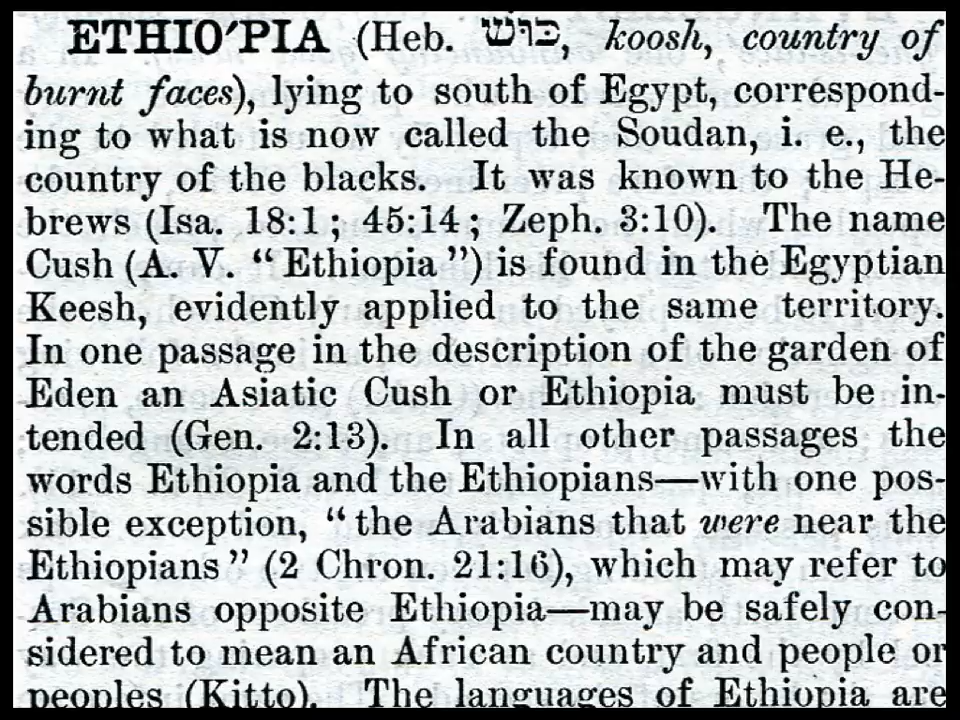 ETHIO′PIA (Heb. כּוּשׁ, koosh, country of
burnt faces), lying to south of Egypt, correspond-
ing to what is now called the Soudan, i. e., the
country of the blacks. It was known to the He-
brews (Isa. 18:1; 45:14; Zeph. 3:10). The name
Cush (A. V. “Ethiopia”) is found in the Egyptian
Keesh, evidently applied to the same territory.
In one passage in the description of the garden of
Eden an Asiatic Cush or Ethiopia must be in-
tended (Gen. 2:13). In all other passages the
words Ethiopia and the Ethiopians—with one pos-
sible exception, “the Arabians that were near the
Ethiopians” (2 Chron. 21:16), which may refer to
Arabians opposite Ethiopia—may be safely con-
sidered to mean an African country and people or
peoples (Kitto). The languages of Ethiopia are